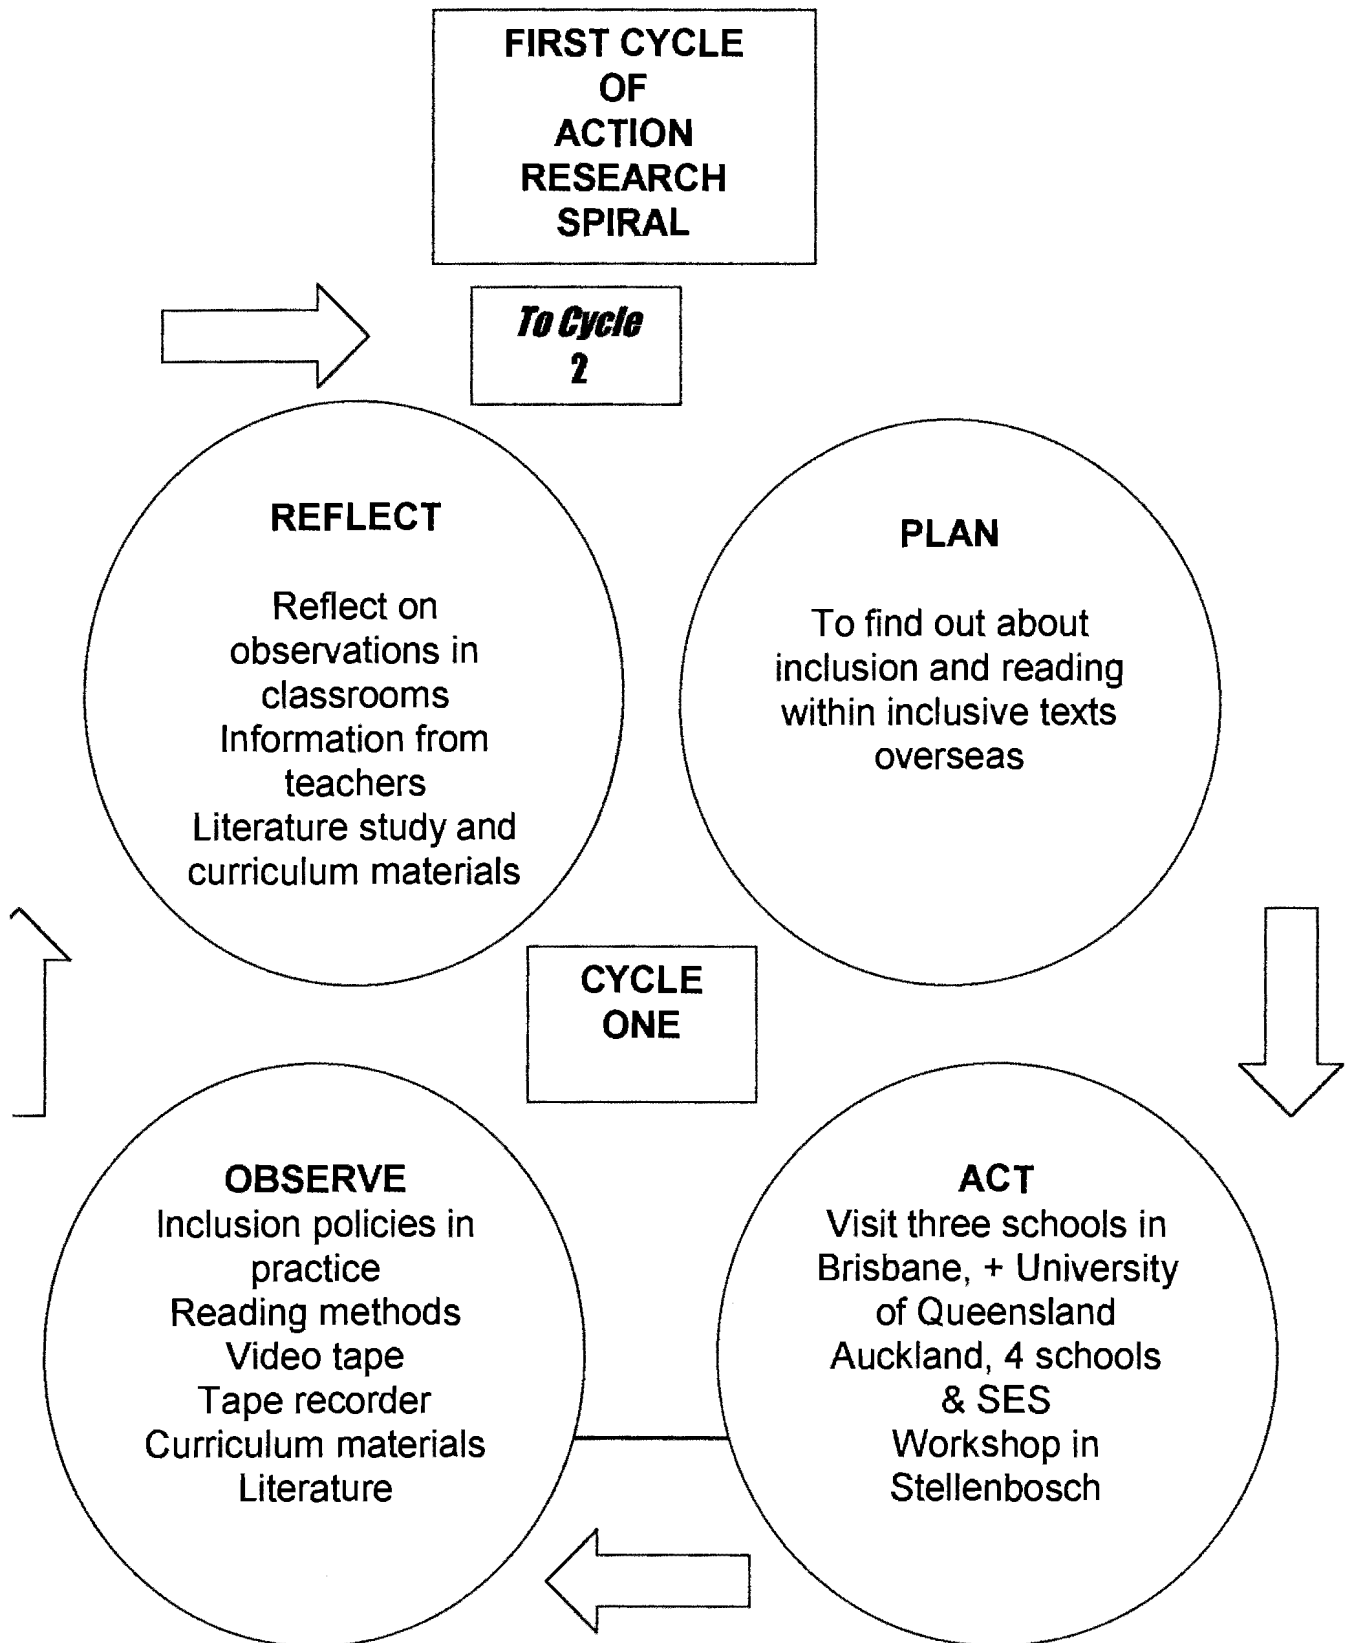 FIRST CYCLE
OF
ACTION
RESEARCH
SPIRAL
To Cycle
2
REFLECT
Reflect on
observations in
classrooms
Information from
teachers
Literature study and
curriculum materials
PLAN
To find out about
inclusion and reading
within inclusive texts
overseas
CYCLE
ONE
OBSERVE
Inclusion policies in
practice
Reading methods
Video tape
Tape recorder
Curriculum materials
Literature
ACT
Visit three schools in
Brisbane, + University
of Queensland
Auckland, 4 schools
& SES
Workshop in
Stellenbosch